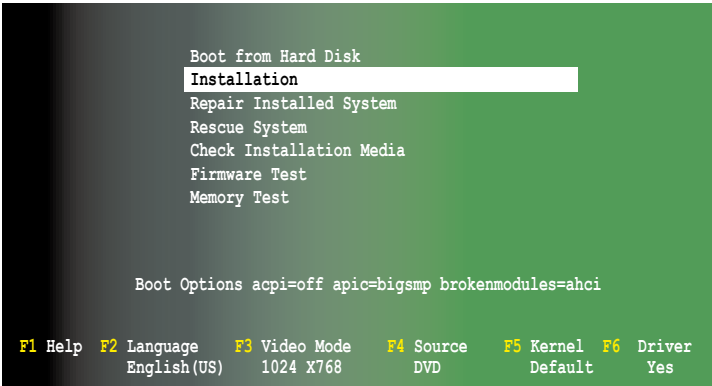 Boot from Hard Disk
Installation
Repair Installed System
Rescue System
Check Installation Media
Firmware Test
Memory Test
Boot Options acpi=off apic=bigsmp brokenmodules=ahci
F1 Help F2 Language F3 Video Mode F4 Source F5 Kernel F6 Driver
English(US) 1024 X768 DVD Default Yes